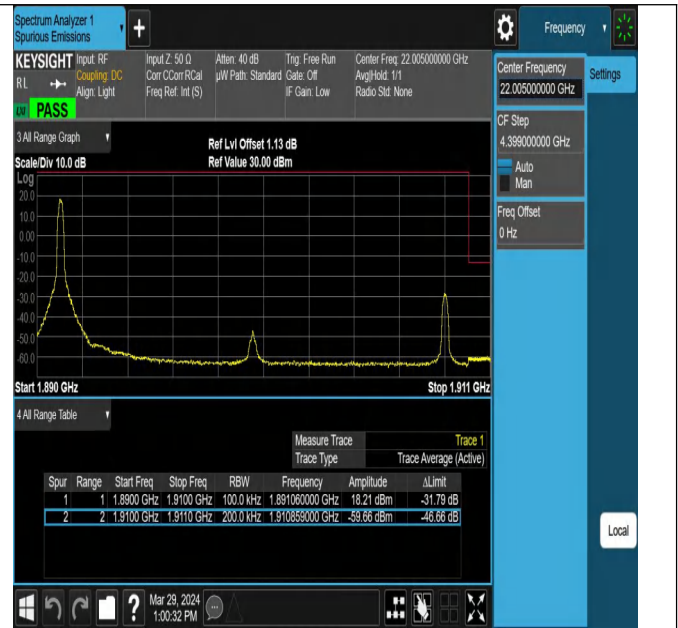 Spectrum Analyzer 1
Spurious Emissions
Frequency
KEYSIGHT Input: RF
RL
Coupling: DC
Align: Light
Input Z: 50 Ω
Corr CCorr RCal
Freq Ref: Int (S)
Atten: 40 dB
µW Path: Standard
Trig: Free Run
Gate: Off
IF Gain: Low
Center Freq: 22.005000000 GHz
Avg|Hold: 1/1
Radio Std: None
PASS
Center Frequency
22.005000000 GHz
Settings
CF Step
4.399000000 GHz
Auto
Man
Freq Offset
0 Hz
3 All Range Graph
Scale/Div 10.0 dB
Ref Lvl Offset 1.13 dB
Ref Value 30.00 dBm
Log
20.0
10.0
0.00
-10.0
-20.0
-30.0
-40.0
-50.0
-60.0
Start 1.890 GHz
Stop 1.911 GHz
4 All Range Table
Measure Trace Trace 1
Trace Type Trace Average (Active)
Spur Range Start Freq Stop Freq RBW Frequency Amplitude ΔLimit
1 1 1.8900 GHz 1.9100 GHz 100.0 kHz 1.891060000 GHz 18.21 dBm -31.79 dB
2 2 1.9100 GHz 1.9110 GHz 200.0 kHz 1.910859000 GHz -59.66 dBm -46.66 dB
Local
?
Mar 29, 2024
1:00:32 PM